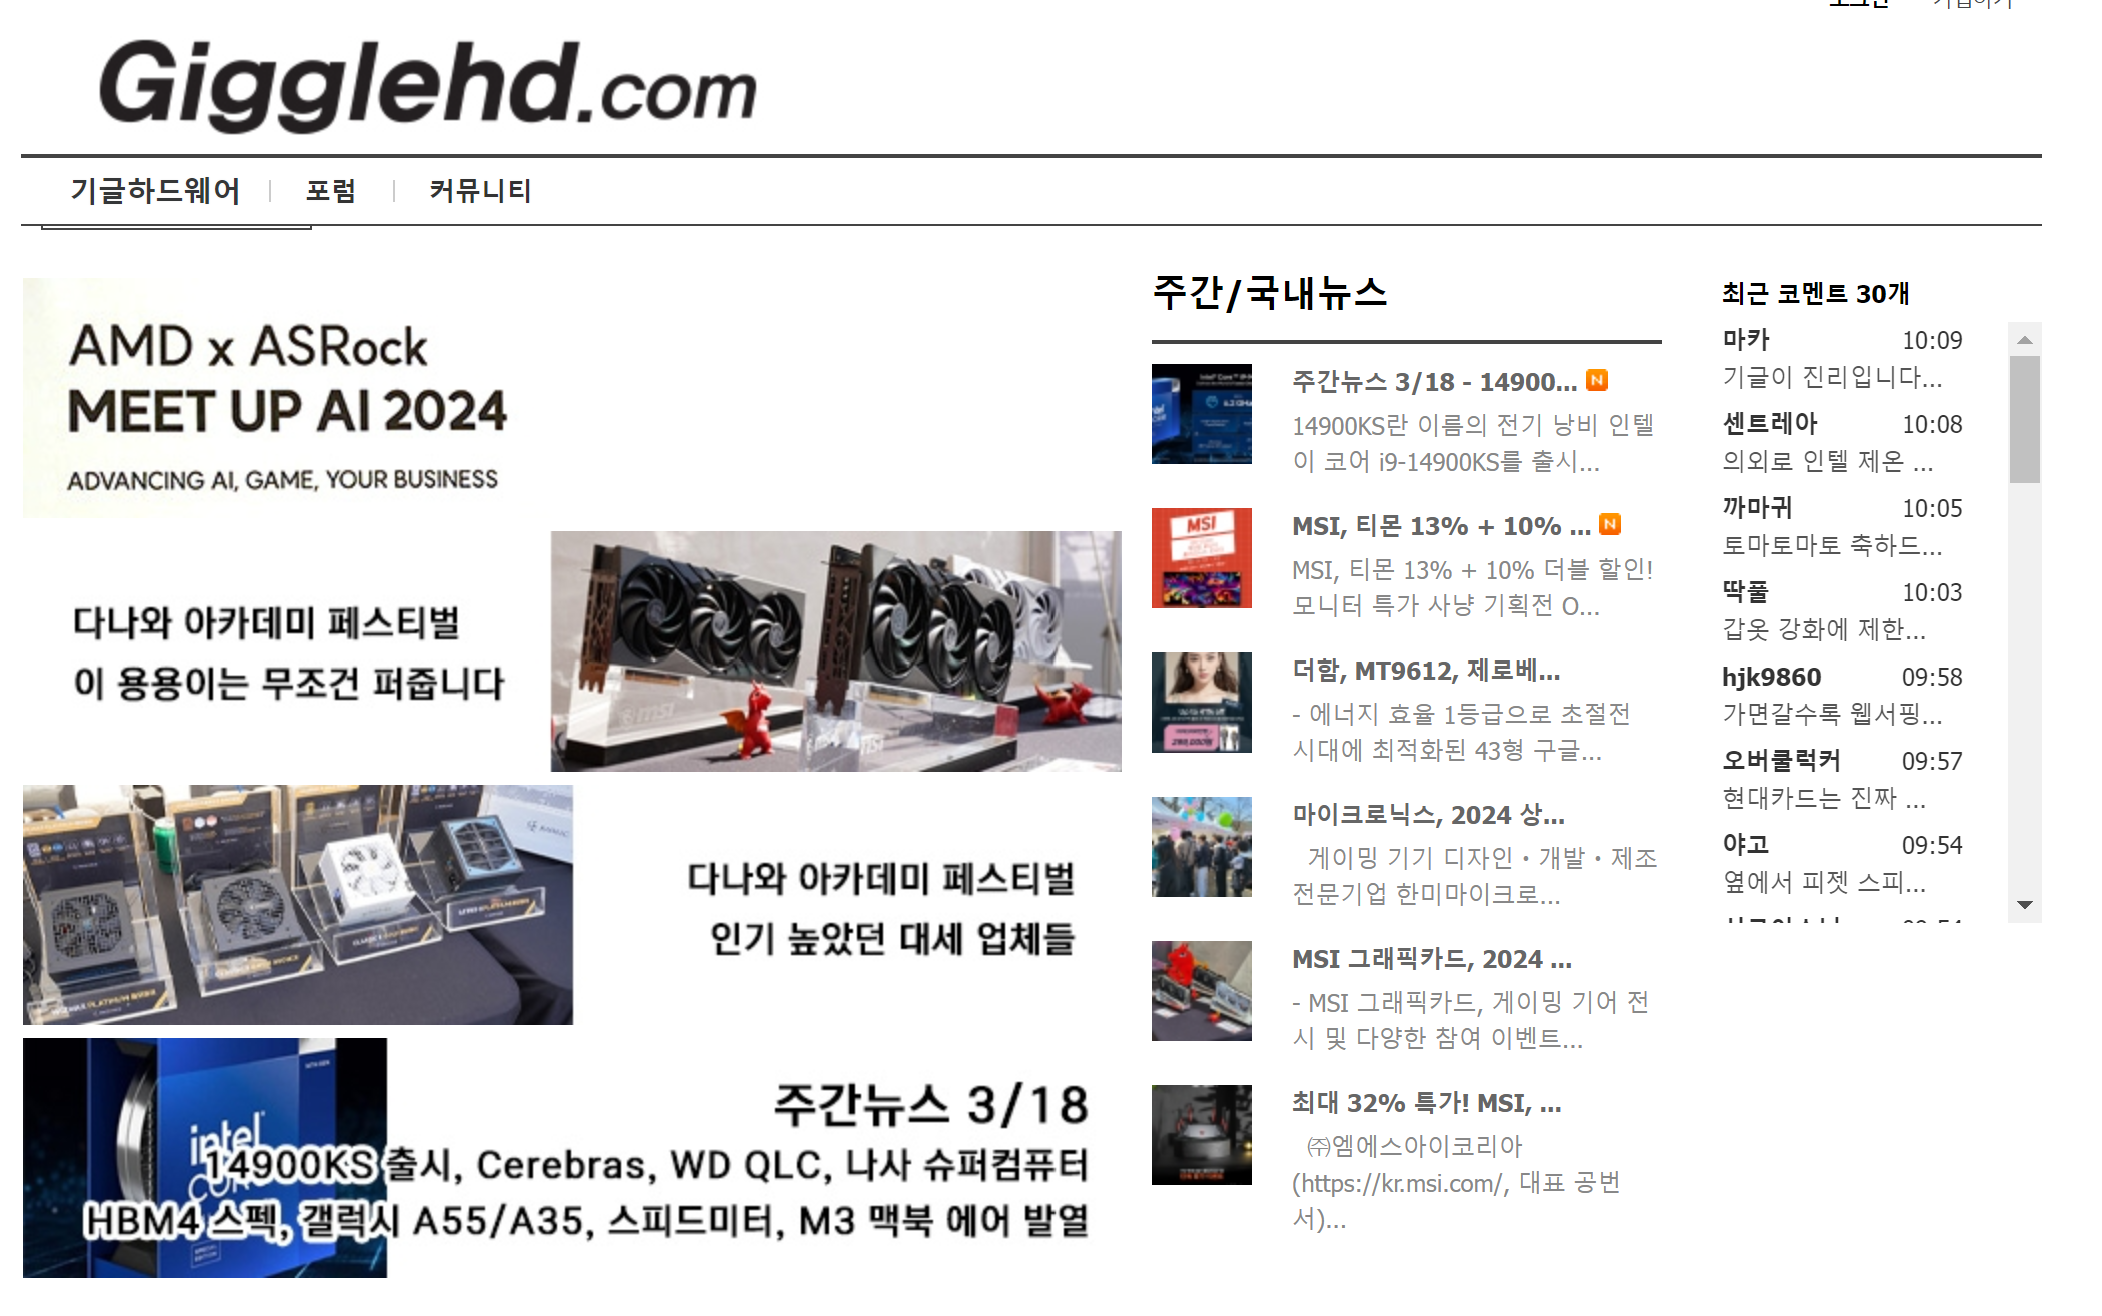 Gigglehd.com
기글하드웨어
포럼
커뮤니티
AMD x ASRock
MEET UP AI 2024
ADVANCING AI, GAME, YOUR BUSINESS
다나와 아카데미 페스티벌
이 용용이는 무조건 퍼줍니다
다나와 아카데미 페스티벌
인기 높았던 대세 업체들
intel
주간뉴스 3/18
14900KS 출시, Cerebras, WD QLC, 나사 슈퍼컴퓨터
HBM4 스펙, 갤럭시 A55/A35, 스피드미터, M3 맥북 에어 발열
주간/국내뉴스
주간뉴스 3/18 - 14900... N
14900KS란 이름의 전기 낭비 인텔
이 코어 i9-14900KS를 출시...
MSI
MSI, 티몬 13% + 10% ... N
MSI, 티몬 13% + 10% 더블 할인!
모니터 특가 사냥 기획전 O...
더함, MT9612, 제로베...
- 에너지 효율 1등급으로 초절전
시대에 최적화된 43형 구글...
마이크로닉스, 2024 상...
게이밍 기기 디자인·개발·제조
전문기업 한미마이크로...
MSI 그래픽카드, 2024 ...
- MSI 그래픽카드, 게이밍 기어 전
시 및 다양한 참여 이벤트...
최대 32% 특가! MSI, ...
㈜엠에스아이코리아
(https://kr.msi.com/, 대표 공번
서)...
최근 코멘트 30개
마카 10:09
기글이 진리입니다...
센트레아 10:08
의외로 인텔 제온 ...
까마귀 10:05
토마토마토 축하드...
딱풀 10:03
갑옷 강화에 제한...
hjk9860 09:58
가면갈수록 웹서핑...
오버쿨럭커 09:57
현대카드는 진짜 ...
야고 09:54
옆에서 피젯 스피...